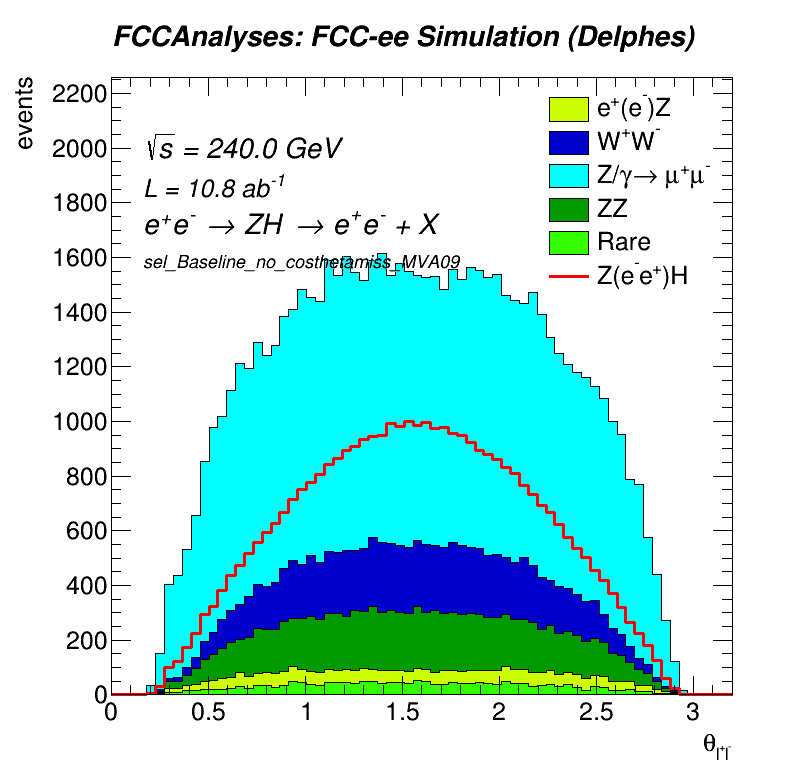 FCCAnalyses: FCC-ee Simulation (Delphes)
events
2200
2000
1800
1600
1400
1200
1000
800
600
400
200
0
√s = 240.0 GeV
L = 10.8 ab⁻¹
e⁺e⁻ → ZH → e⁺e⁻ + X
sel_Baseline_no_costhetamiss_MVA09
e⁺(e⁻)Z
W⁺W⁻
Z/γ→ μ⁺μ⁻
ZZ
Rare
Z(e⁻e⁺)H
0 0.5 1 1.5 2 2.5 3
θ_l⁺l⁻